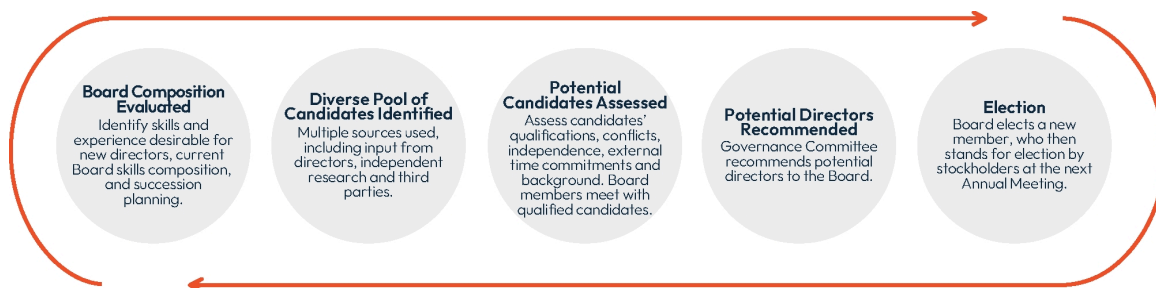 Board Composition
Evaluated
Identify skills and
experience desirable for
new directors, current
Board skills composition,
and succession
planning.
Diverse Pool of
Candidates Identified
Multiple sources used,
including input from
directors, independent
research and third
parties.
Potential
Candidates Assessed
Assess candidates’
qualifications, conflicts,
independence, external
time commitments and
background. Board
members meet with
qualified candidates.
Potential Directors
Recommended
Governance Committee
recommends potential
directors to the Board.
Election
Board elects a new
member, who then
stands for election by
stockholders at the next
Annual Meeting.